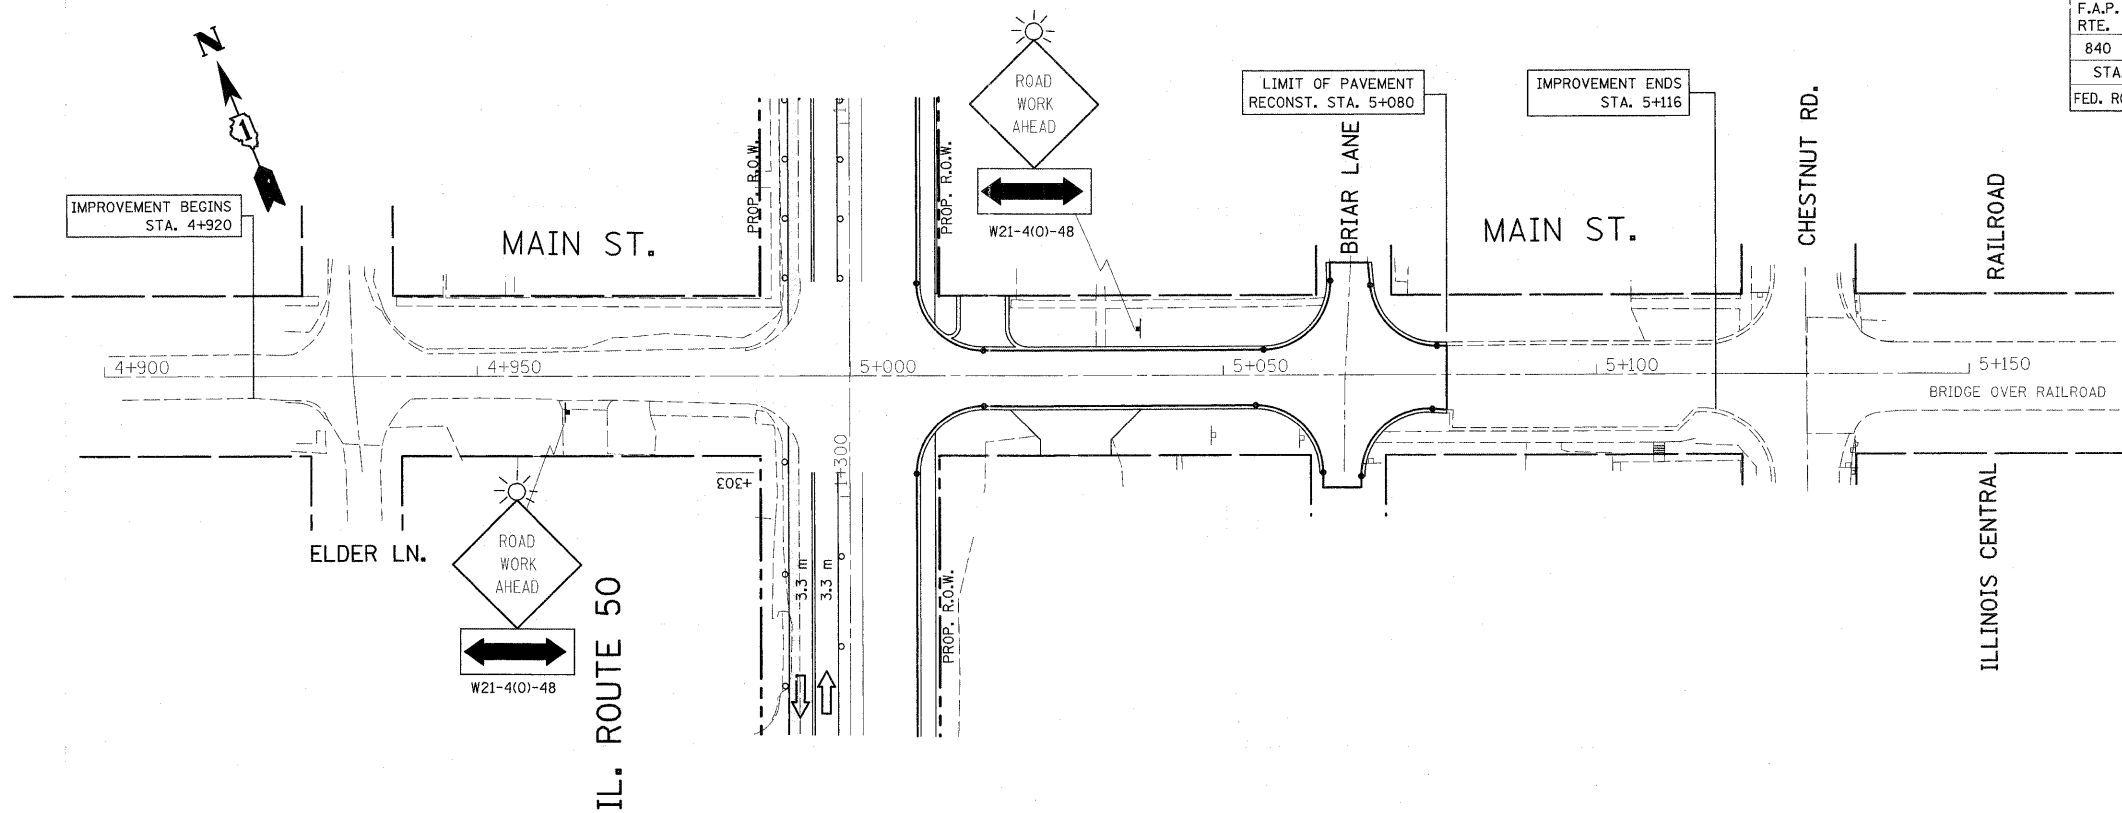 F.A.P.
RTE.
840
STA.
FED. RO
N
1
ROAD
WORK
AHEAD
W21-4(O)-48
LIMIT OF PAVEMENT
RECONST. STA. 5+080
IMPROVEMENT ENDS
STA. 5+116
IMPROVEMENT BEGINS
STA. 4+920
MAIN ST.
PROP. R.O.W.
PROP. R.O.W.
BRIAR LANE
MAIN ST.
CHESTNUT RD.
RAILROAD
4+900
4+950
5+000
5+050
5+100
5+150
BRIDGE OVER RAILROAD
+300
+303
ELDER LN.
ROAD
WORK
AHEAD
W21-4(O)-48
IL. ROUTE 50
3.3 m
3.3 m
PROP. R.O.W.
ILLINOIS CENTRAL